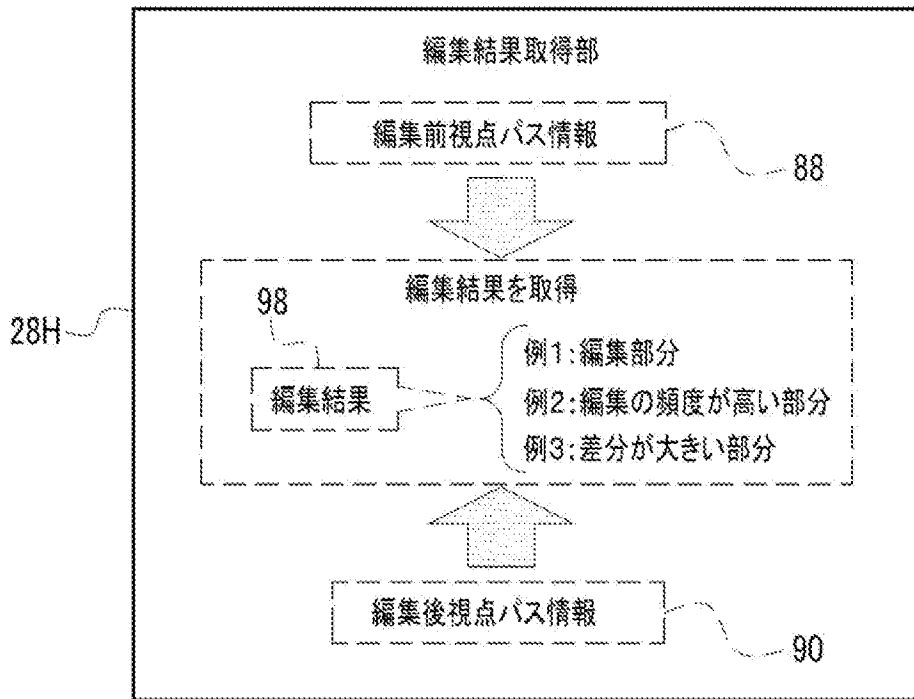 編集結果取得部
編集前視点パス情報
88
編集結果を取得
98
28H
編集結果
例1:編集部分
例2:編集の頻度が高い部分
例3:差分が大きい部分
編集後視点パス情報
90